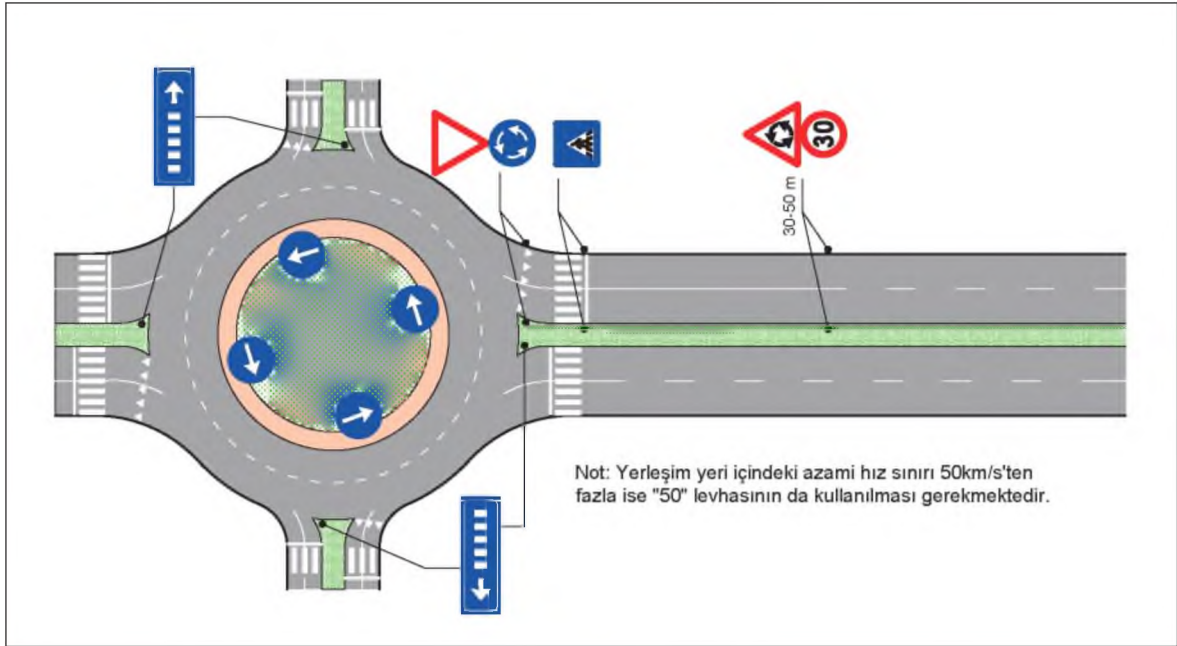 30
30-50 m
Not: Yerleşim yeri içindeki azami hız sınırı 50km/s'ten
fazla ise "50" levhasının da kullanılması gerekmektedir.